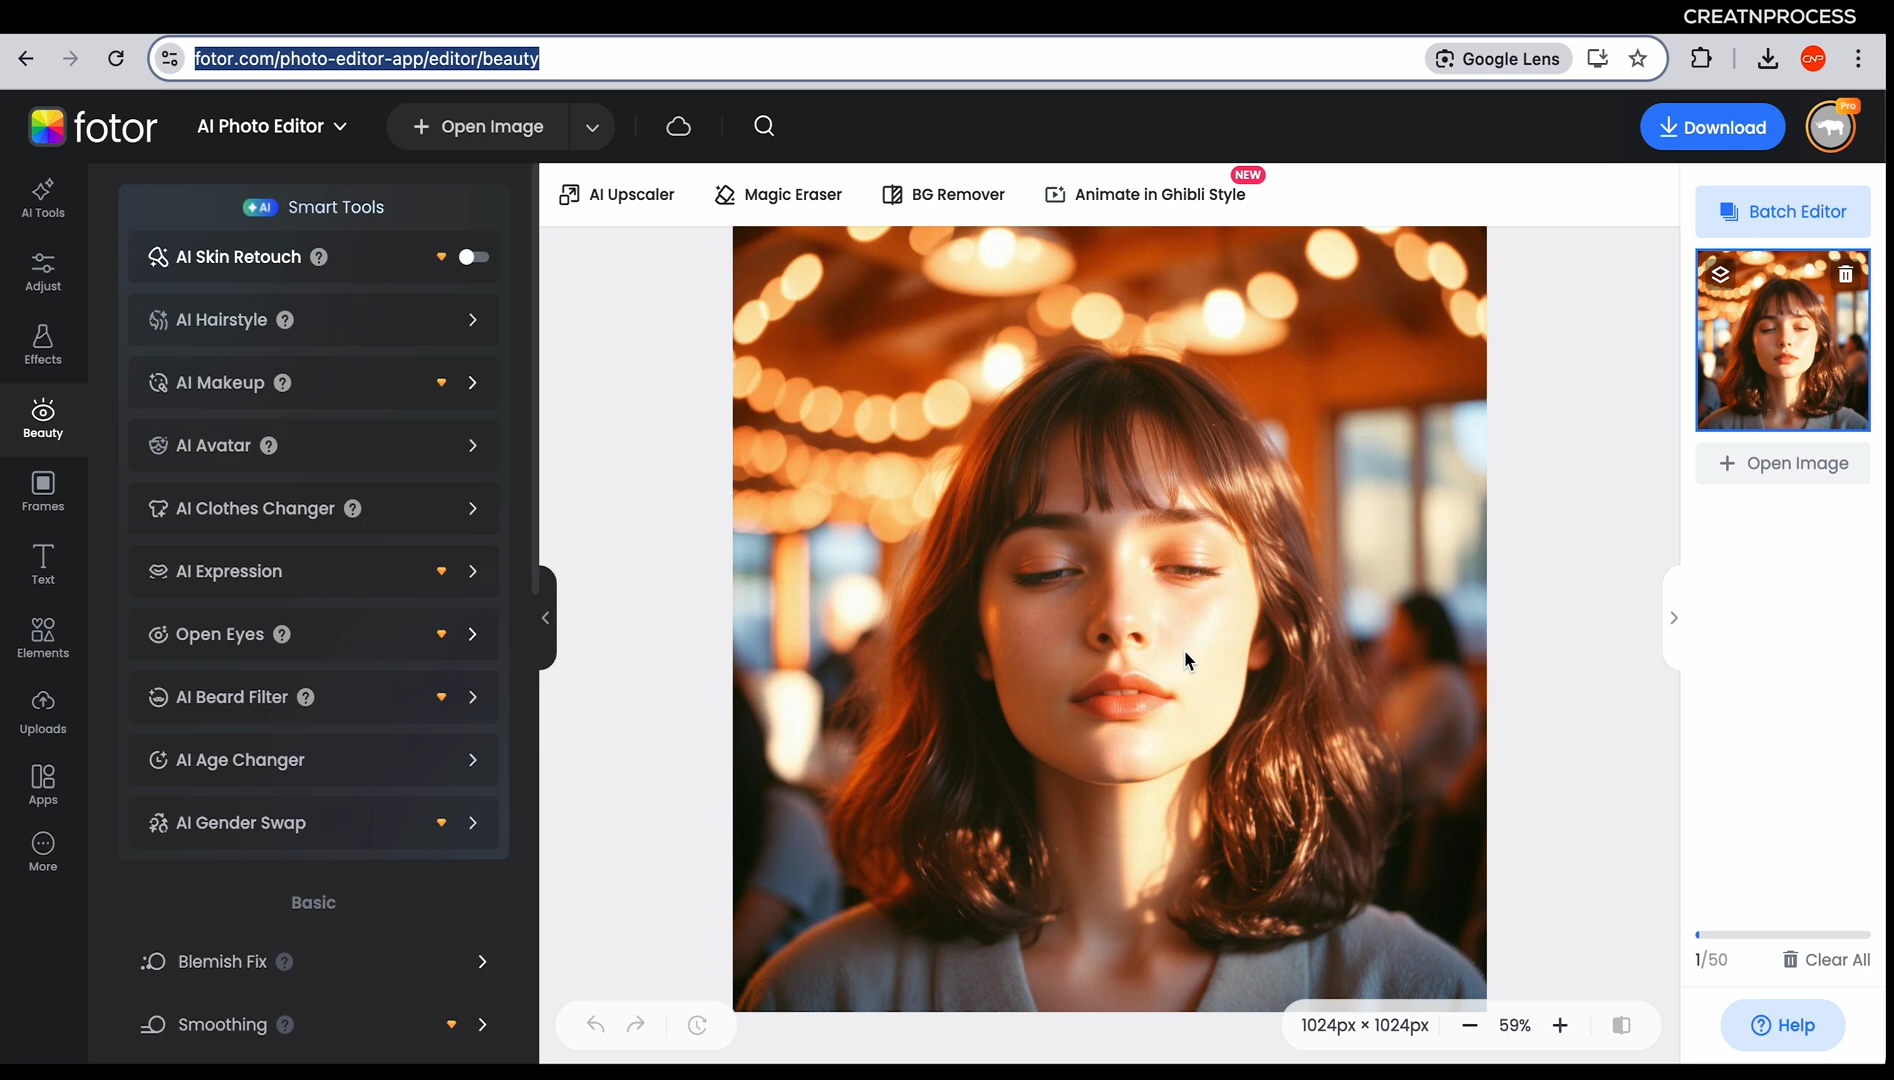 CREATNPROCESS
fotor.com/photo-editor-app/editor/beauty
Google Lens
CNP
fotor
AI Photo Editor
Open Image
Download
Pro
AI Tools
Adjust
Effects
Beauty
Frames
Text
Elements
Uploads
Apps
More
AI Smart Tools
AI Skin Retouch ?
AI Hairstyle ?
AI Makeup ?
AI Avatar ?
AI Clothes Changer ?
AI Expression
Open Eyes ?
AI Beard Filter ?
AI Age Changer
AI Gender Swap
Basic
Blemish Fix ?
Smoothing ?
AI Upscaler
Magic Eraser
BG Remover
Animate in Ghibli Style
NEW
1024px × 1024px
59%
Batch Editor
Open Image
1/50
Clear All
Help